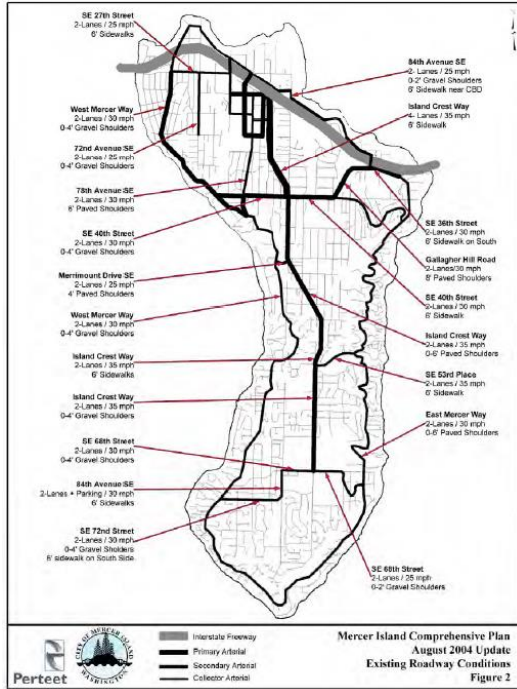 SE 27th Street
2-Lanes / 25 mph
6' Sidewalks
84th Avenue SE
2- Lanes / 25 mph
0-2' Gravel Shoulders
6' Sidewalk near CBD
West Mercer Way
2-Lanes / 30 mph
0-4' Gravel Shoulders
Island Crest Way
4- Lanes / 35 mph
6' Sidewalk
72nd Avenue SE
2-Lanes / 25 mph
0-4' Gravel Shoulders
78th Avenue SE
2-Lanes / 30 mph
6' Paved Shoulders
SE 36th Street
2-Lanes / 30 mph
6' Sidewalk on South
SE 40th Street
2-Lanes / 30 mph
0-4' Gravel Shoulders
Gallagher Hill Road
2-Lanes/30 mph
8' Paved Shoulders
Merrimount Drive SE
2-Lanes / 25 mph
4' Paved Shoulders
SE 40th Street
2-Lanes / 30 mph
6' Sidewalk
West Mercer Way
2-Lanes / 30 mph
0-4' Gravel Shoulders
Island Crest Way
2-Lanes / 35 mph
0-6' Paved Shoulders
Island Crest Way
2-Lanes / 35 mph
6' Sidewalks
SE 53rd Place
2-Lanes / 35 mph
6' Sidewalk
Island Crest Way
2-Lanes / 35 mph
0-4' Gravel Shoulders
East Mercer Way
2-Lanes / 30 mph
0-6' Paved Shoulders
SE 68th Street
2-Lanes / 30 mph
0-4' Gravel Shoulders
84th Avenue SE
2-Lanes + Parking / 30 mph
6' Sidewalks
SE 72nd Street
2-Lanes / 30 mph
0-4' Gravel Shoulders
6' sidewalk on South Side
SE 68th Street
2-Lanes / 25 mph
0-2' Gravel Shoulders
Perteet
CITY OF MERCER ISLAND
WASHINGTON
Interstate Freeway
Primary Arterial
Secondary Arterial
Collector Arterial
Mercer Island Comprehensive Plan
August 2004 Update
Existing Roadway Conditions
Figure 2